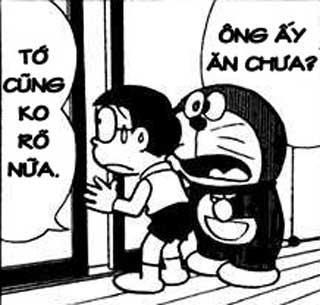 ÔNG ẤY
ĂN CHƯA?
TỚ
CŨNG
KO
RÕ
NỮA.